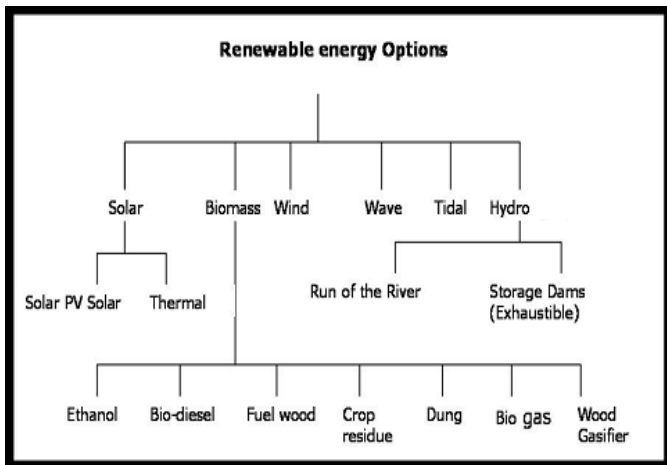 Renewable energy Options
Solar Biomass Wind Wave Tidal Hydro
Solar PV Solar Thermal Run of the River Storage Dams
(Exhaustible)
Ethanol Bio-diesel Fuel wood Crop Dung Bio gas Wood
residue Gasifier